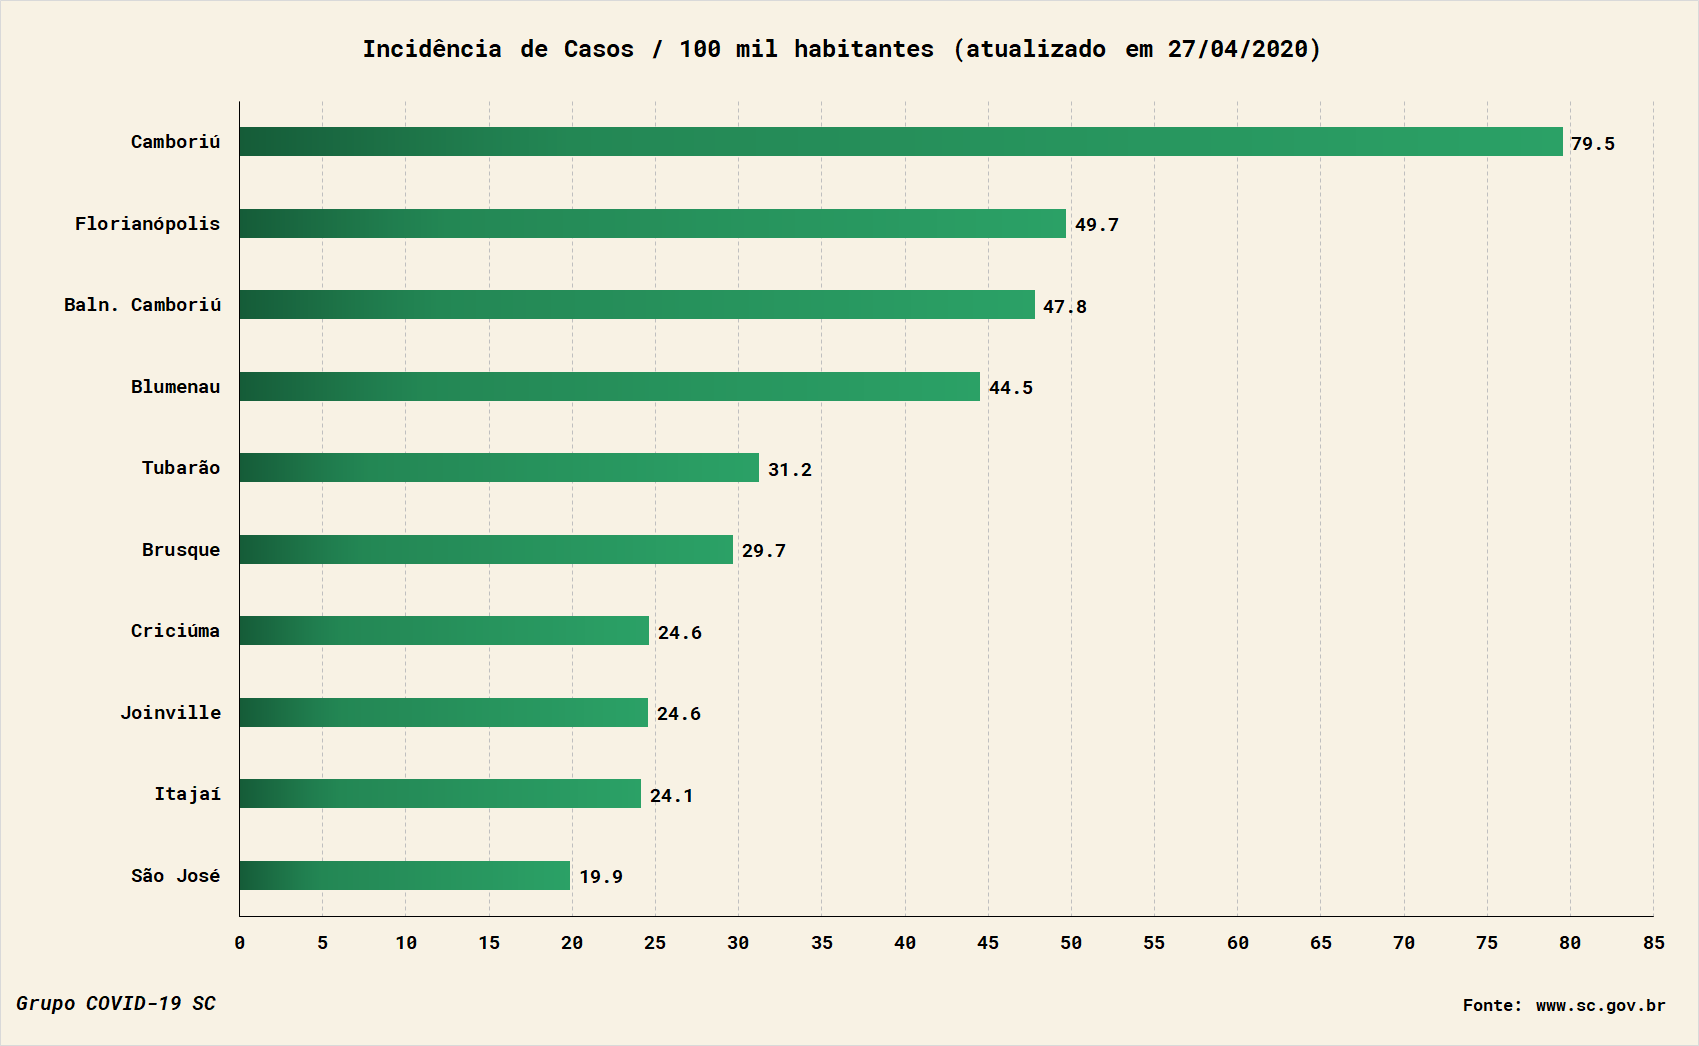 Incidência de Casos / 100 mil habitantes (atualizado em 27/04/2020)
Camboriú 79.5
Florianópolis 49.7
Baln. Camboriú 47.8
Blumenau 44.5
Tubarão 31.2
Brusque 29.7
Criciúma 24.6
Joinville 24.6
Itajaí 24.1
São José 19.9
0 5 10 15 20 25 30 35 40 45 50 55 60 65 70 75 80 85
Grupo COVID-19 SC
Fonte: www.sc.gov.br